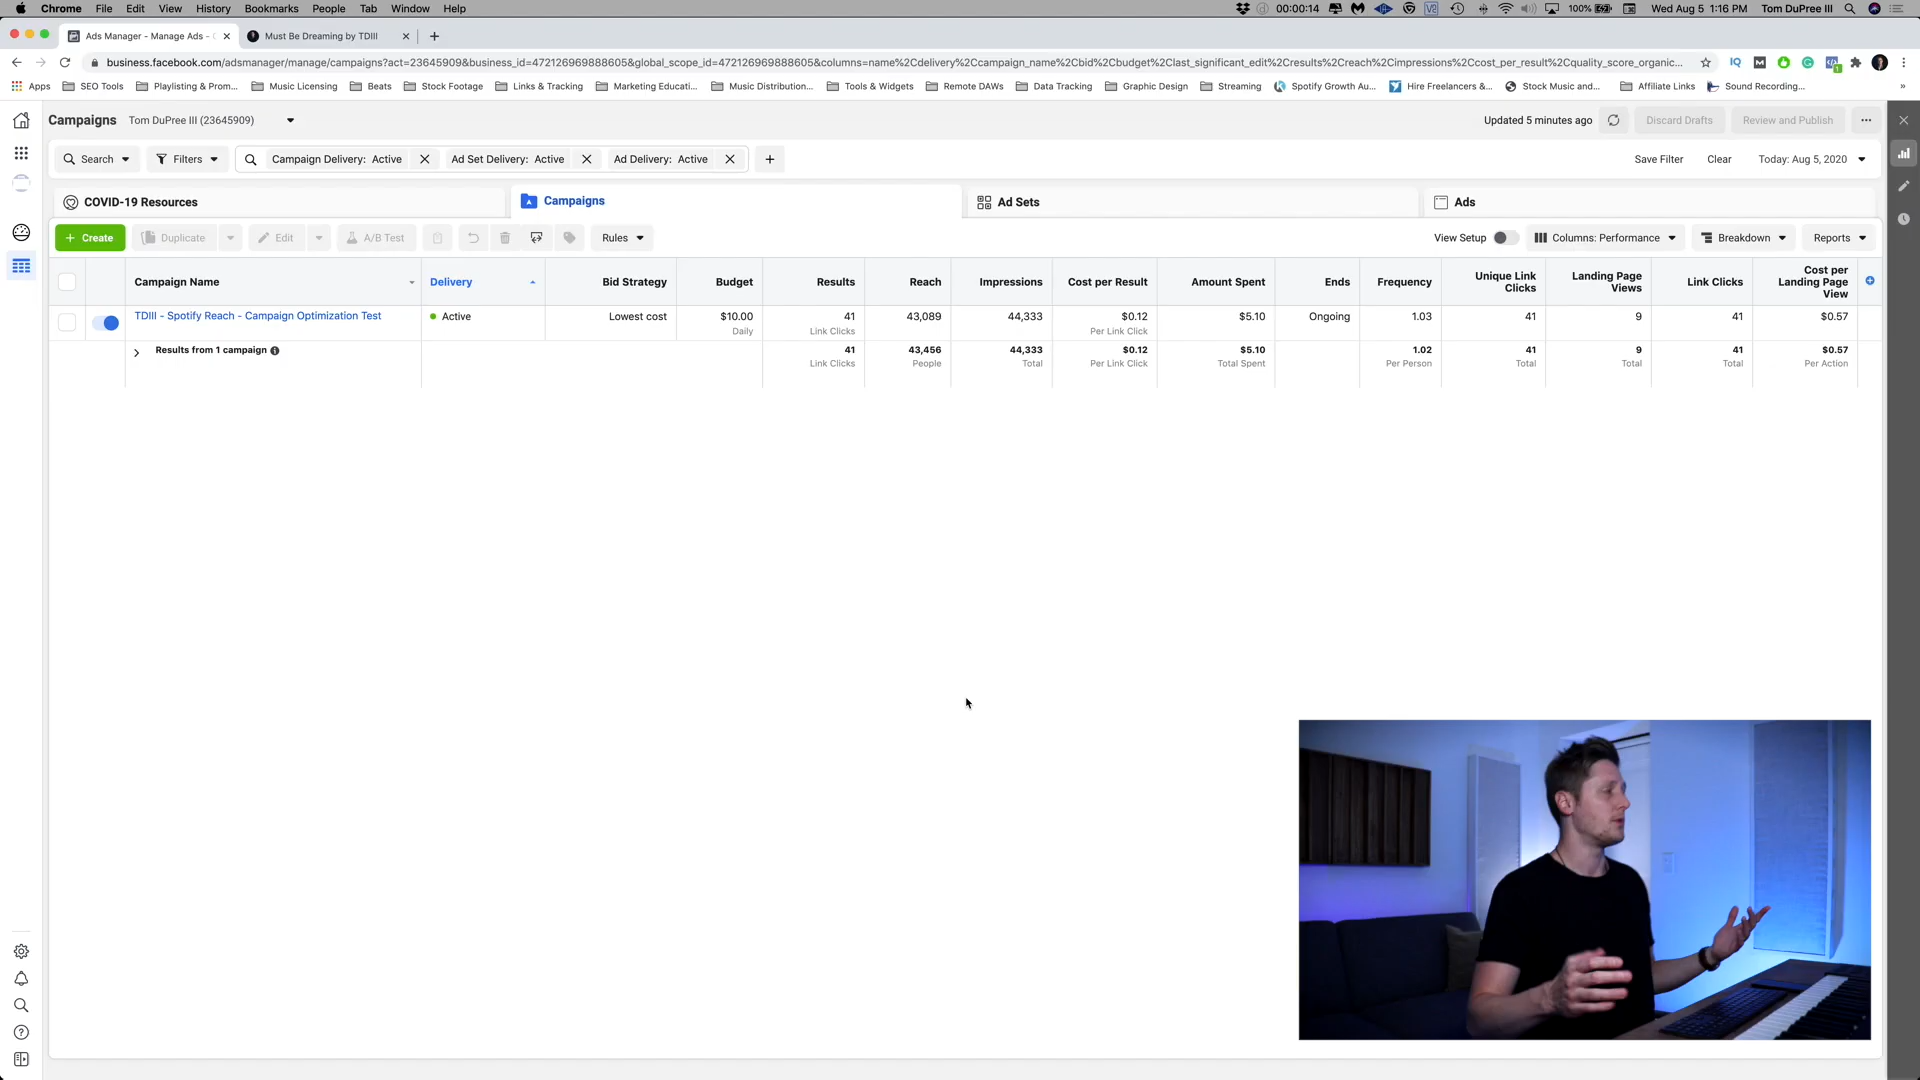 Chrome File Edit View History Bookmarks People Tab Window Help 00:00:14 100% Wed Aug 5 1:16 PM Tom DuPree III
Ads Manager - Manage Ads - Must Be Dreaming by TDIII
business.facebook.com/adsmanager/manage/campaigns?act=23645909&business_id=472126969888605&global_scope_id=472126969888605&columns=name%2Cdelivery%2Ccampaign_name%2Cbid%2Cbudget%2Clast_significant_edit%2Cresults%2Creach%2Cimpressions%2Ccost_per_result%2Cquality_score_organic...
Apps SEO Tools Playlisting & Prom... Music Licensing Beats Stock Footage Links & Tracking Marketing Educati... Music Distribution... Tools & Widgets Remote DAWs Data Tracking Graphic Design Streaming Spotify Growth Au... Hire Freelancers &... Stock Music and... Affiliate Links Sound Recording... »
Campaigns Tom DuPree III (23645909) Updated 5 minutes ago Discard Drafts Review and Publish
Search Filters Campaign Delivery: Active Ad Set Delivery: Active Ad Delivery: Active Save Filter Clear Today: Aug 5, 2020
COVID-19 Resources Campaigns Ad Sets Ads
+ Create Duplicate Edit A/B Test Rules View Setup Columns: Performance Breakdown Reports
Campaign Name Delivery Bid Strategy Budget Results Reach Impressions Cost per Result Amount Spent Ends Frequency Unique Link Clicks Landing Page Views Link Clicks Cost per Landing Page View
TDIII - Spotify Reach - Campaign Optimization Test Active Lowest cost $10.00 41 43,089 44,333 $0.12 $5.10 Ongoing 1.03 41 9 41 $0.57
Daily Link Clicks Per Link Click
Results from 1 campaign 41 43,456 44,333 $0.12 $5.10 1.02 41 9 41 $0.57
Link Clicks People Total Per Link Click Total Spent Per Person Total Total Total Per Action